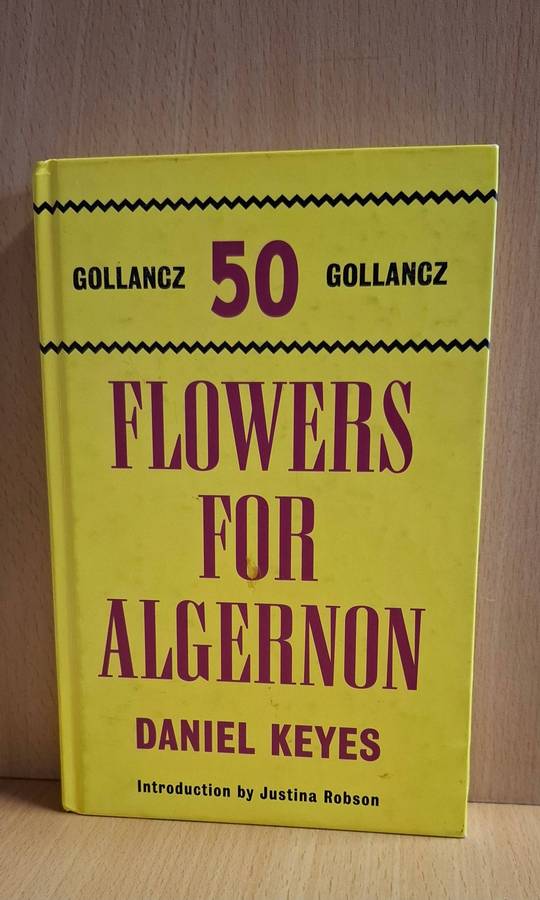 GOLLANCZ 50 GOLLANCZ
FLOWERS
FOR
ALGERNON
DANIEL KEYES
Introduction by Justina Robson